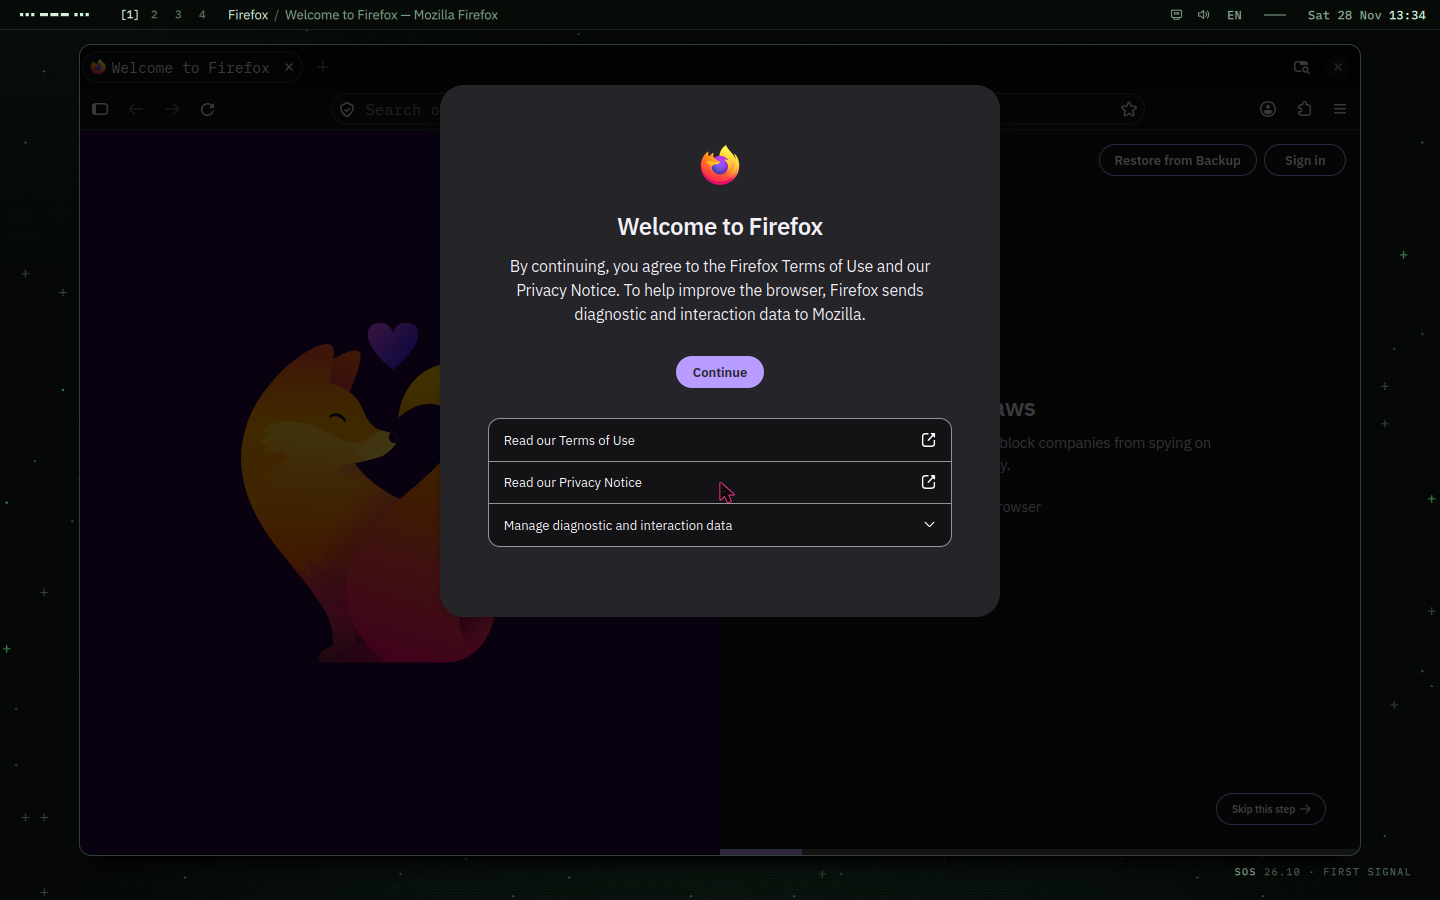 [1] 2 3 4 Firefox / Welcome to Firefox — Mozilla Firefox EN Sat 28 Nov 13:34
Welcome to Firefox
Search o
Restore from Backup Sign in
Welcome to Firefox
By continuing, you agree to the Firefox Terms of Use and our
Privacy Notice. To help improve the browser, Firefox sends
diagnostic and interaction data to Mozilla.
Continue
Read our Terms of Use
Read our Privacy Notice
Manage diagnostic and interaction data
aws
block companies from spying on
y.
rowser
Skip this step
SOS 26.10 · FIRST SIGNAL